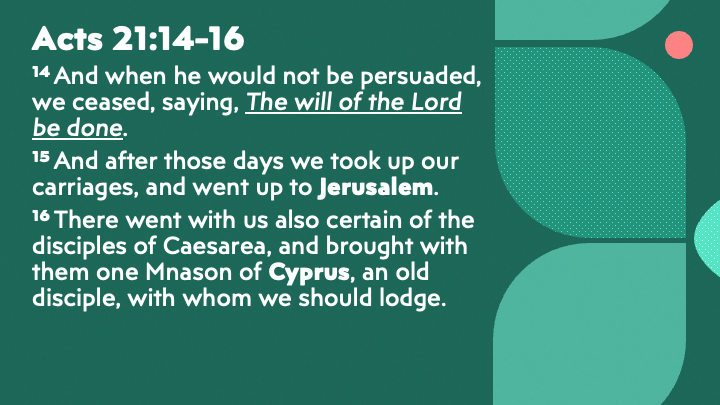 Acts 21:14-16
14 And when he would not be persuaded,
we ceased, saying, The will of the Lord
be done.
15 And after those days we took up our
carriages, and went up to Jerusalem.
16 There went with us also certain of the
disciples of Caesarea, and brought with
them one Mnason of Cyprus, an old
disciple, with whom we should lodge.